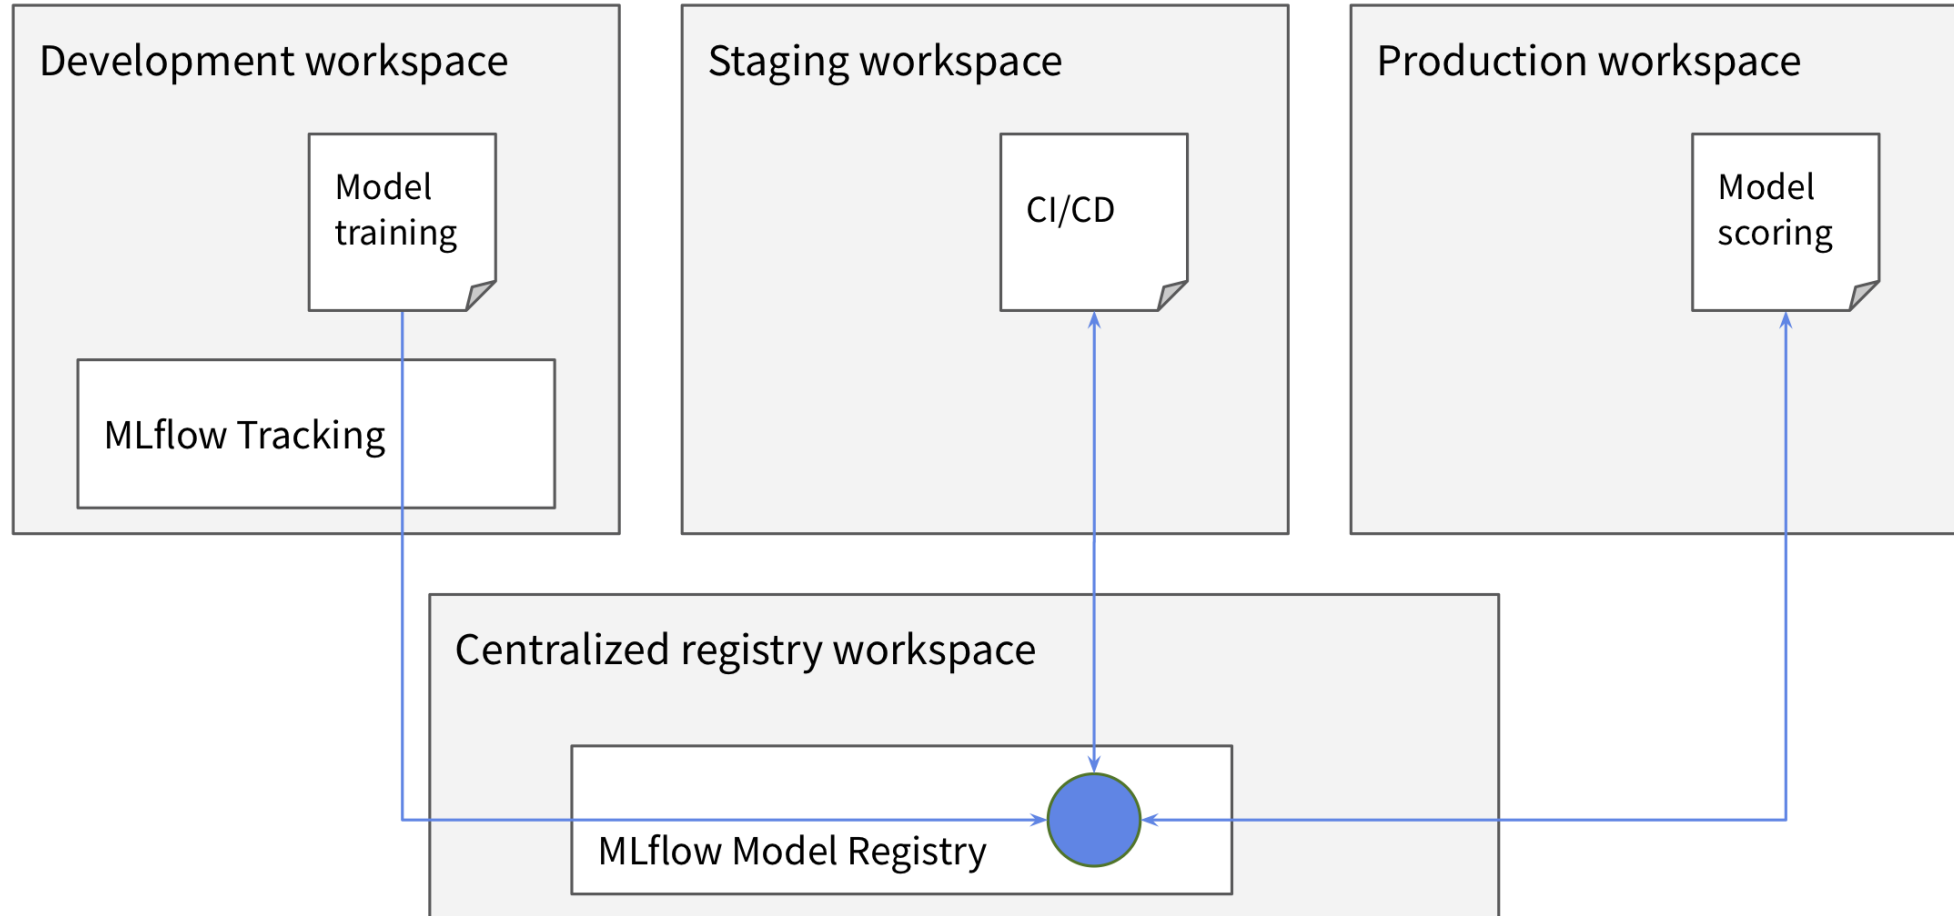 Development workspace
Staging workspace
Production workspace
Model
training
CI/CD
Model
scoring
MLflow Tracking
Centralized registry workspace
MLflow Model Registry